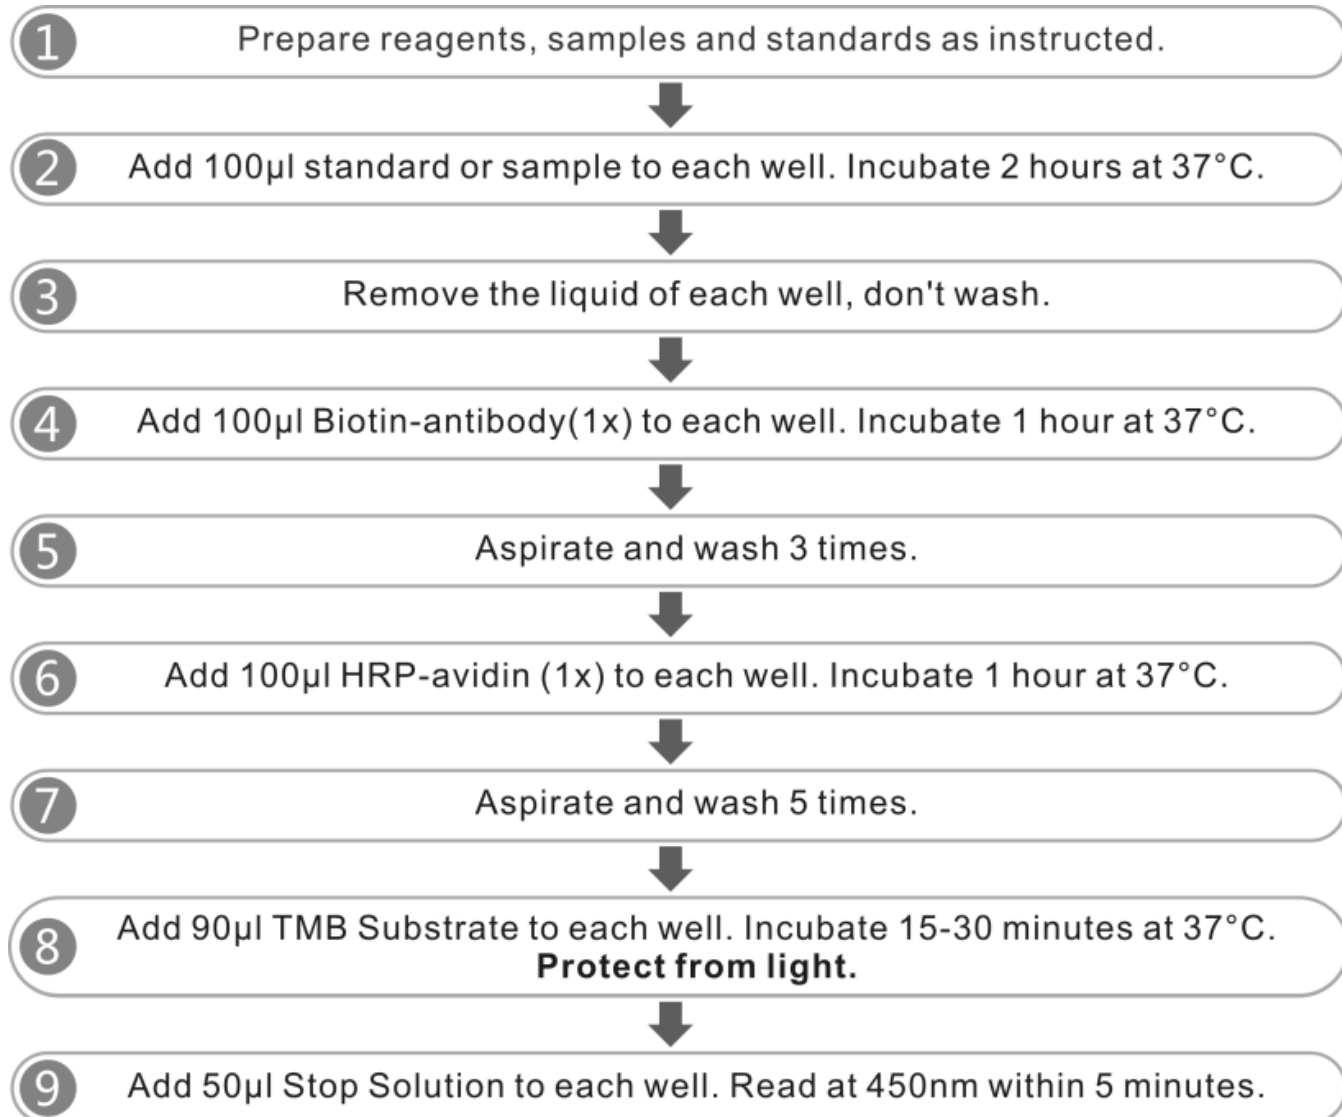 1 Prepare reagents, samples and standards as instructed.
2 Add 100µl standard or sample to each well. Incubate 2 hours at 37°C.
3 Remove the liquid of each well, don't wash.
4 Add 100µl Biotin-antibody(1x) to each well. Incubate 1 hour at 37°C.
5 Aspirate and wash 3 times.
6 Add 100µl HRP-avidin (1x) to each well. Incubate 1 hour at 37°C.
7 Aspirate and wash 5 times.
8 Add 90µl TMB Substrate to each well. Incubate 15-30 minutes at 37°C.
Protect from light.
9 Add 50µl Stop Solution to each well. Read at 450nm within 5 minutes.